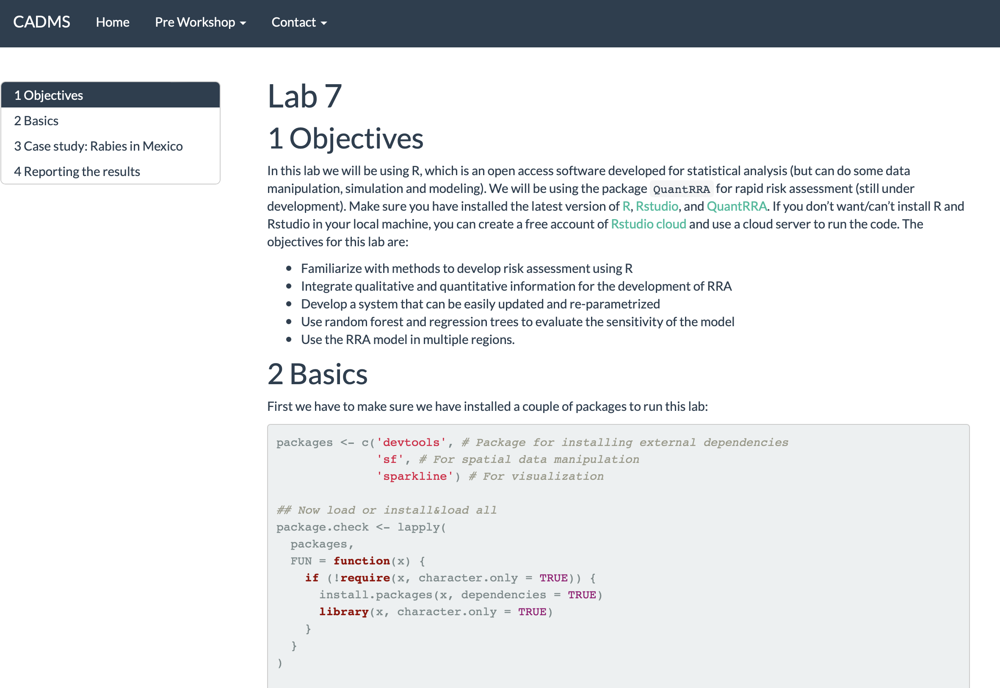 CADMS Home Pre Workshop Contact
1 Objectives
2 Basics
3 Case study: Rabies in Mexico
4 Reporting the results
Lab 7
1 Objectives
In this lab we will be using R, which is an open access software developed for statistical analysis (but can do some data
manipulation, simulation and modeling). We will be using the package QuantRRA for rapid risk assessment (still under
development). Make sure you have installed the latest version of R, Rstudio, and QuantRRA. If you don’t want/can’t install R and
Rstudio in your local machine, you can create a free account of Rstudio cloud and use a cloud server to run the code. The
objectives for this lab are:
• Familiarize with methods to develop risk assessment using R
• Integrate qualitative and quantitative information for the development of RRA
• Develop a system that can be easily updated and re-parametrized
• Use random forest and regression trees to evaluate the sensitivity of the model
• Use the RRA model in multiple regions.
2 Basics
First we have to make sure we have installed a couple of packages to run this lab:
packages <- c('devtools', # Package for installing external dependencies
              'sf', # For spatial data manipulation
              'sparkline') # For visualization
## Now load or install&load all
package.check <- lapply(
  packages,
  FUN = function(x) {
    if (!require(x, character.only = TRUE)) {
      install.packages(x, dependencies = TRUE)
      library(x, character.only = TRUE)
    }
  }
)